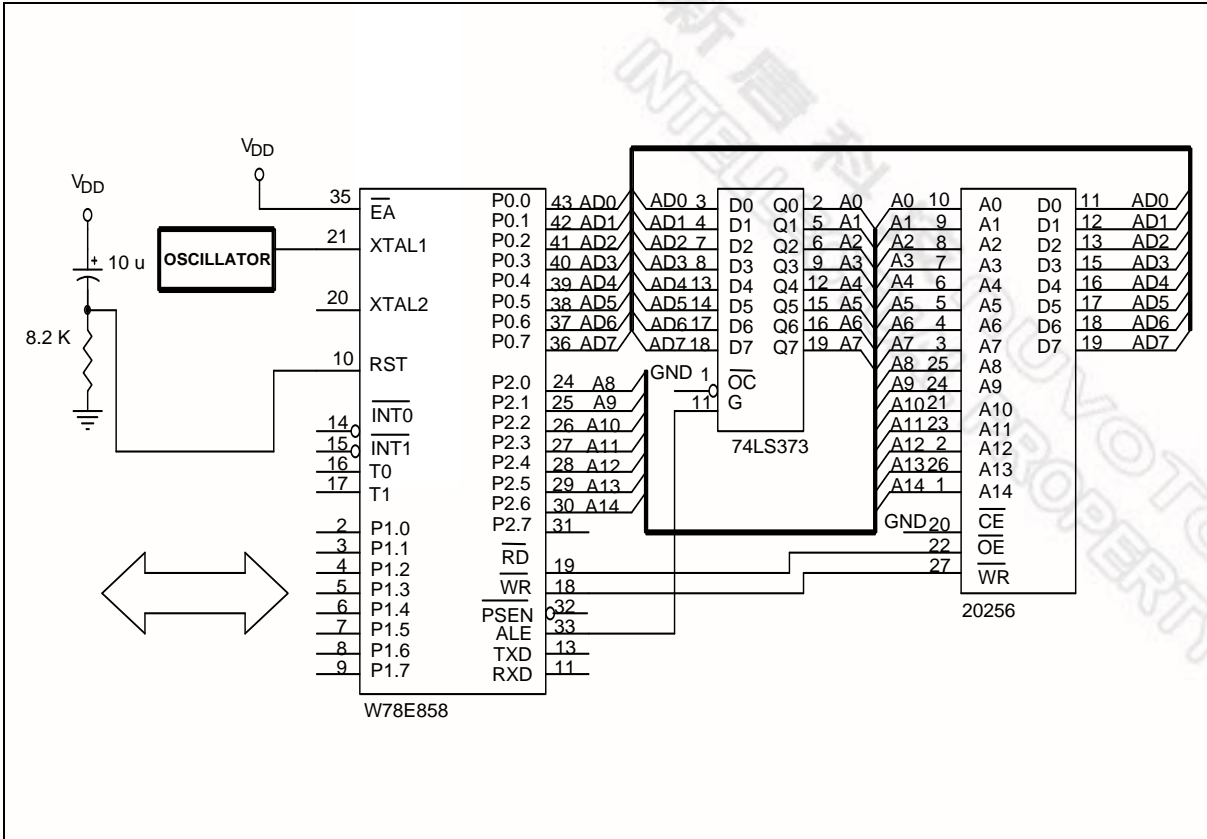 新唐科
INTELL
NUVOTO
PROPERTY
VDD
VDD
10 u
8.2 K
OSCILLATOR
35 EA P0.0 43 AD0
21 XTAL1 P0.1 42 AD1
P0.2 41 AD2
P0.3 40 AD3
20 XTAL2 P0.4 39 AD4
P0.5 38 AD5
P0.6 37 AD6
P0.7 36 AD7
10 RST
P2.0 24 A8
14 INT0 P2.1 25 A9
15 INT1 P2.2 26 A10
16 T0 P2.3 27 A11
17 T1 P2.4 28 A12
P2.5 29 A13
P2.6 30 A14
2 P1.0 P2.7 31
3 P1.1 RD 19
4 P1.2 WR 18
5 P1.3 PSEN 32
6 P1.4 ALE 33
7 P1.5 TXD 13
8 P1.6 RXD 11
9 P1.7
W78E858
AD0 3 D0 Q0 2 A0
AD1 4 D1 Q1 5 A1
AD2 7 D2 Q2 6 A2
AD3 8 D3 Q3 9 A3
AD4 13 D4 Q4 12 A4
AD5 14 D5 Q5 15 A5
AD6 17 D6 Q6 16 A6
AD7 18 D7 Q7 19 A7
GND 1 OC
11 G
74LS373
A0 10 A0 D0 11 AD0
A1 9 A1 D1 12 AD1
A2 8 A2 D2 13 AD2
A3 7 A3 D3 15 AD3
A4 6 A4 D4 16 AD4
A5 5 A5 D5 17 AD5
A6 4 A6 D6 18 AD6
A7 3 A7 D7 19 AD7
A8 25 A8
A9 24 A9
A10 21 A10
A11 23 A11
A12 2 A12
A13 26 A13
A14 1 A14
GND 20 CE
22 OE
27 WR
20256